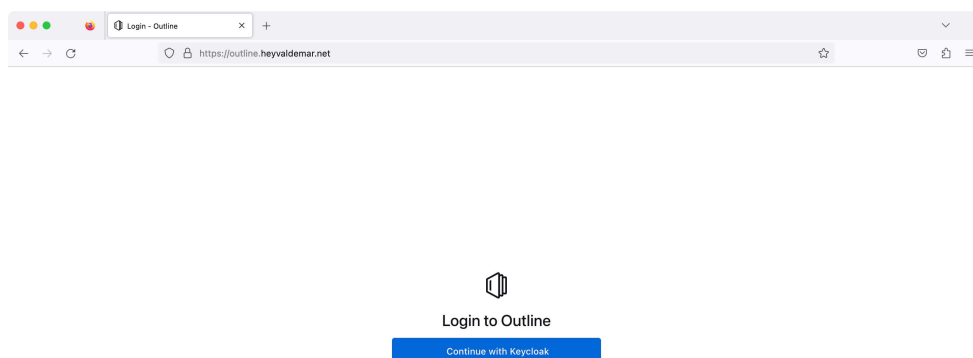 Login - Outline
https://outline.heyvaldemar.net
Login to Outline
Continue with Keycloak